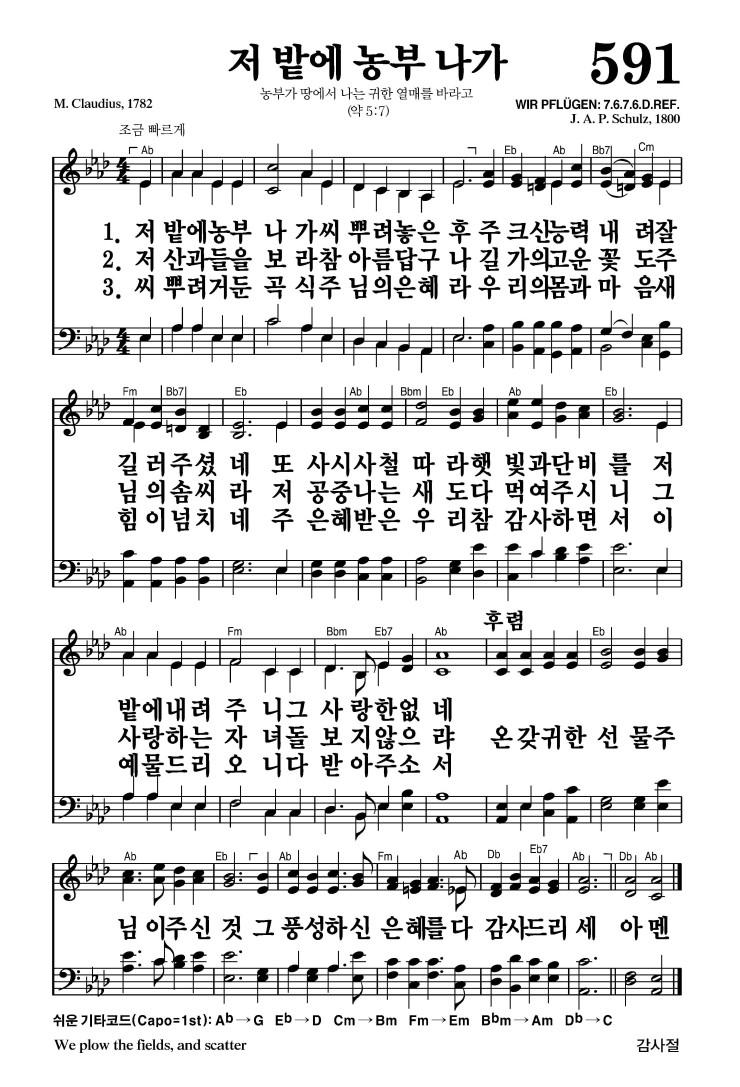 저 밭에 농부 나가 591
농부가 땅에서 나는 귀한 열매를 바라고
(약 5:7)
M. Claudius, 1782
WIR PFLÜGEN: 7.6.7.6.D.REF.
J. A. P. Schulz, 1800
조금 빠르게
Ab Eb Ab Bb7 Cm
1. 저 밭에농부 나 가씨 뿌려놓은 후 주 크신능력 내 려잘
2. 저 산과들을 보 라참 아름답구 나 길 가의고운 꽃 도주
3. 씨 뿌려거둔 곡 식주 님의은혜 라 우 리의몸과 마 음새
Fm Bb7 Eb Ab Bbm Eb Ab Eb
길 러주셨 네 또 사시사철 따 라햇 빛과단비 를 저
님 의솜씨 라 저 공중나는 새 도다 먹여주시 니 그
힘 이넘치 네 주 은혜받은 우 리참 감사하면 서 이
후렴
Ab Fm Bbm Eb7 Ab Eb
밭에내려 주 니그 사 랑한없 네
사랑하는 자 녀돌 보 지않으 랴 온갖귀한 선 물주
예물드리 오 니다 받 아주소 서
Ab Eb Ab Fm Ab Db Eb7 Ab Db Ab
님 이주신 것 그 풍성하신 은혜를다 감사드리 세 아멘
쉬운 기타코드(Capo=1st): Ab→G Eb→D Cm→Bm Fm→Em Bbm→Am Db→C
We plow the fields, and scatter 감사절